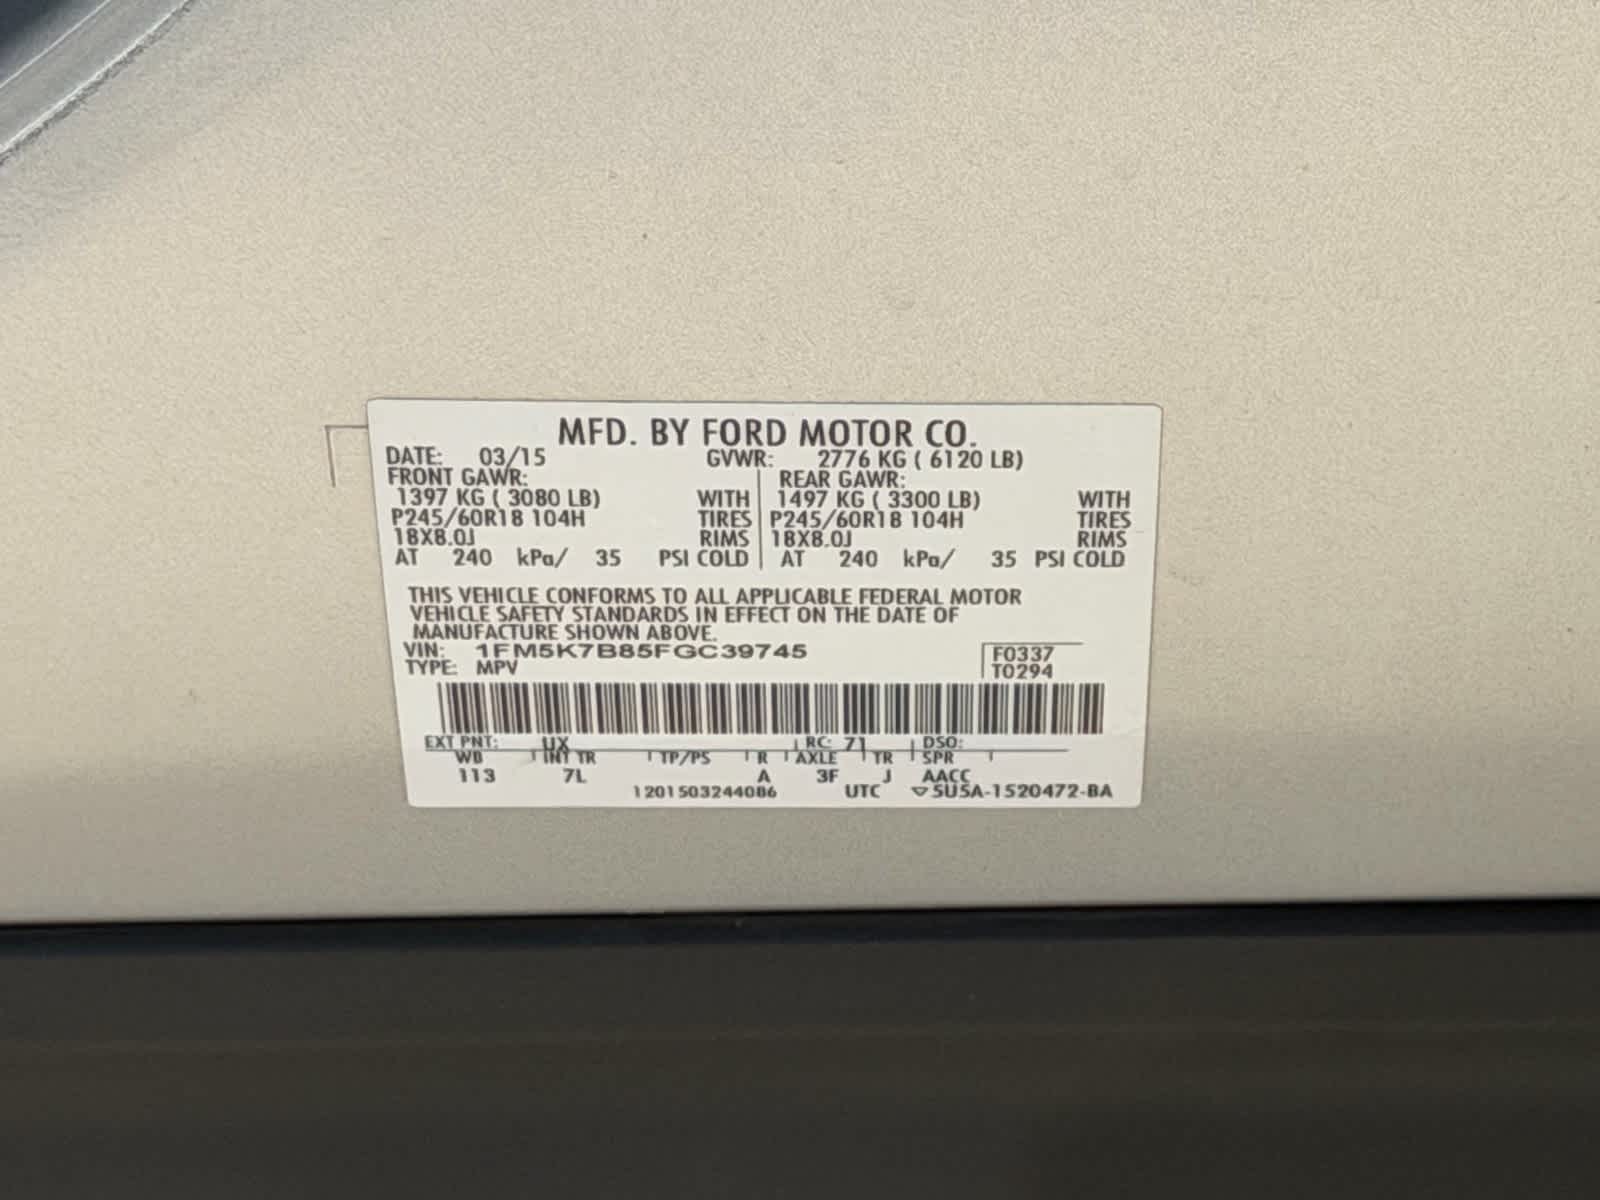 MFD. BY FORD MOTOR CO.
DATE: 03/15 GVWR: 2776 KG ( 6120 LB)
FRONT GAWR: REAR GAWR:
1397 KG ( 3080 LB) WITH 1497 KG ( 3300 LB) WITH
P245/60R18 104H TIRES P245/60R18 104H TIRES
18X8.0J RIMS 18X8.0J RIMS
AT 240 kPa/ 35 PSI COLD AT 240 kPa/ 35 PSI COLD
THIS VEHICLE CONFORMS TO ALL APPLICABLE FEDERAL MOTOR
VEHICLE SAFETY STANDARDS IN EFFECT ON THE DATE OF
MANUFACTURE SHOWN ABOVE.
VIN: 1FM5K7B85FGC39745 F0337
TYPE: MPV T0294
EXT PNT: UX RC: 71 DSO:
WB INT TR TP/PS R AXLE TR SPR
113 7L A 3F J AACC
1201503244086 UTC ▽5U5A-1520472-BA